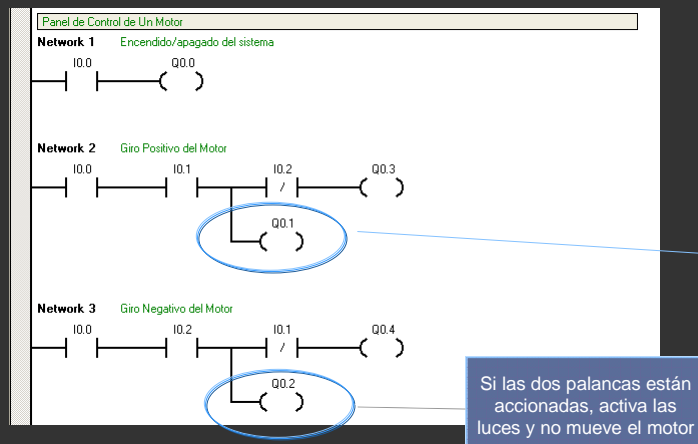 Panel de Control de Un Motor
Network 1 Encendido/apagado del sistema
I0.0 Q0.0
Network 2 Giro Positivo del Motor
I0.0 I0.1 I0.2 Q0.3
/
Q0.1
Network 3 Giro Negativo del Motor
I0.0 I0.2 I0.1 Q0.4
/
Q0.2
Si las dos palancas están
accionadas, activa las
luces y no mueve el motor